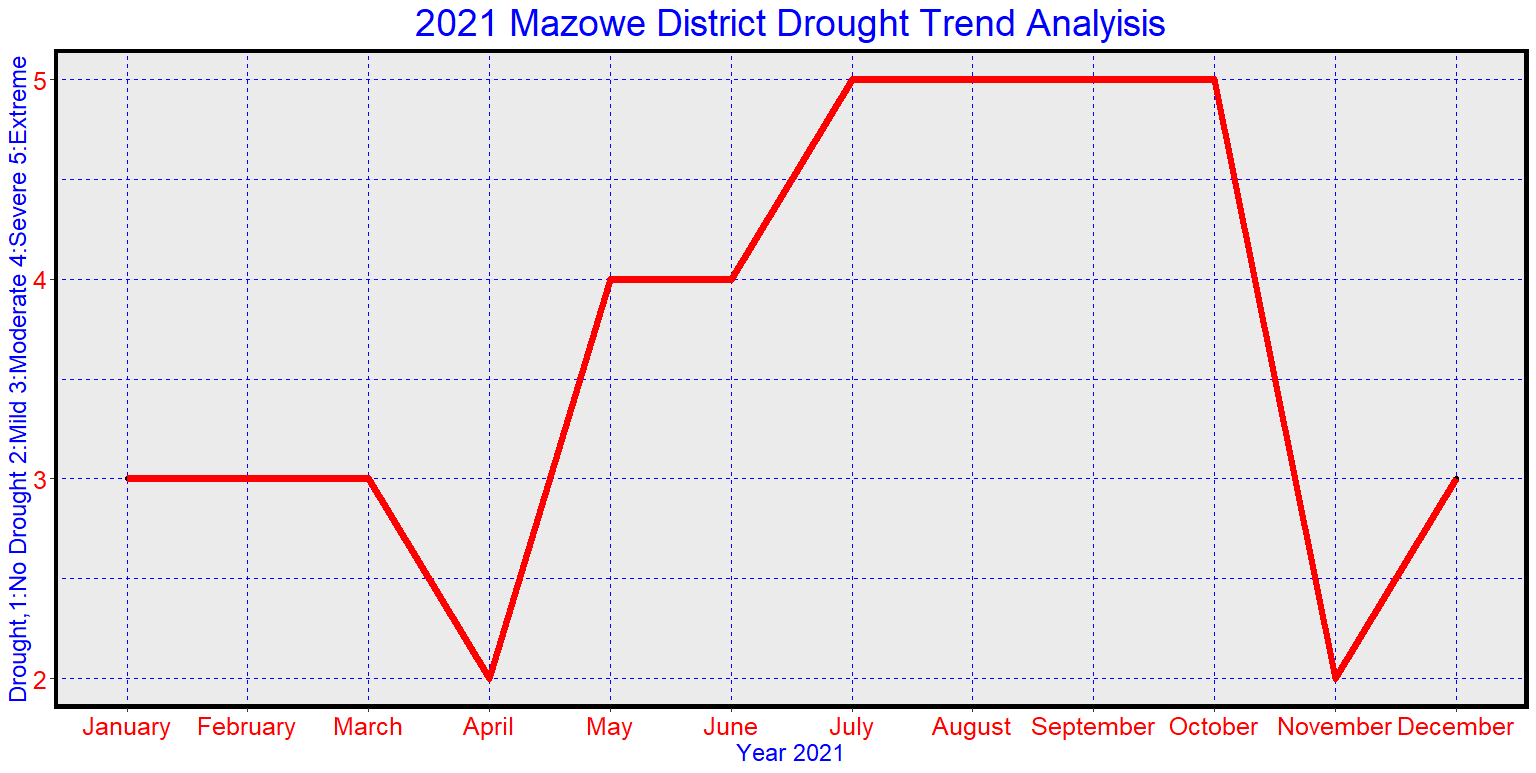 2021 Mazowe District Drought Trend Analyisis
Drought,1:No Drought 2:Mild 3:Moderate 4:Severe 5:Extreme
5
4
3
2
January February March April May June July August September October November December
Year 2021